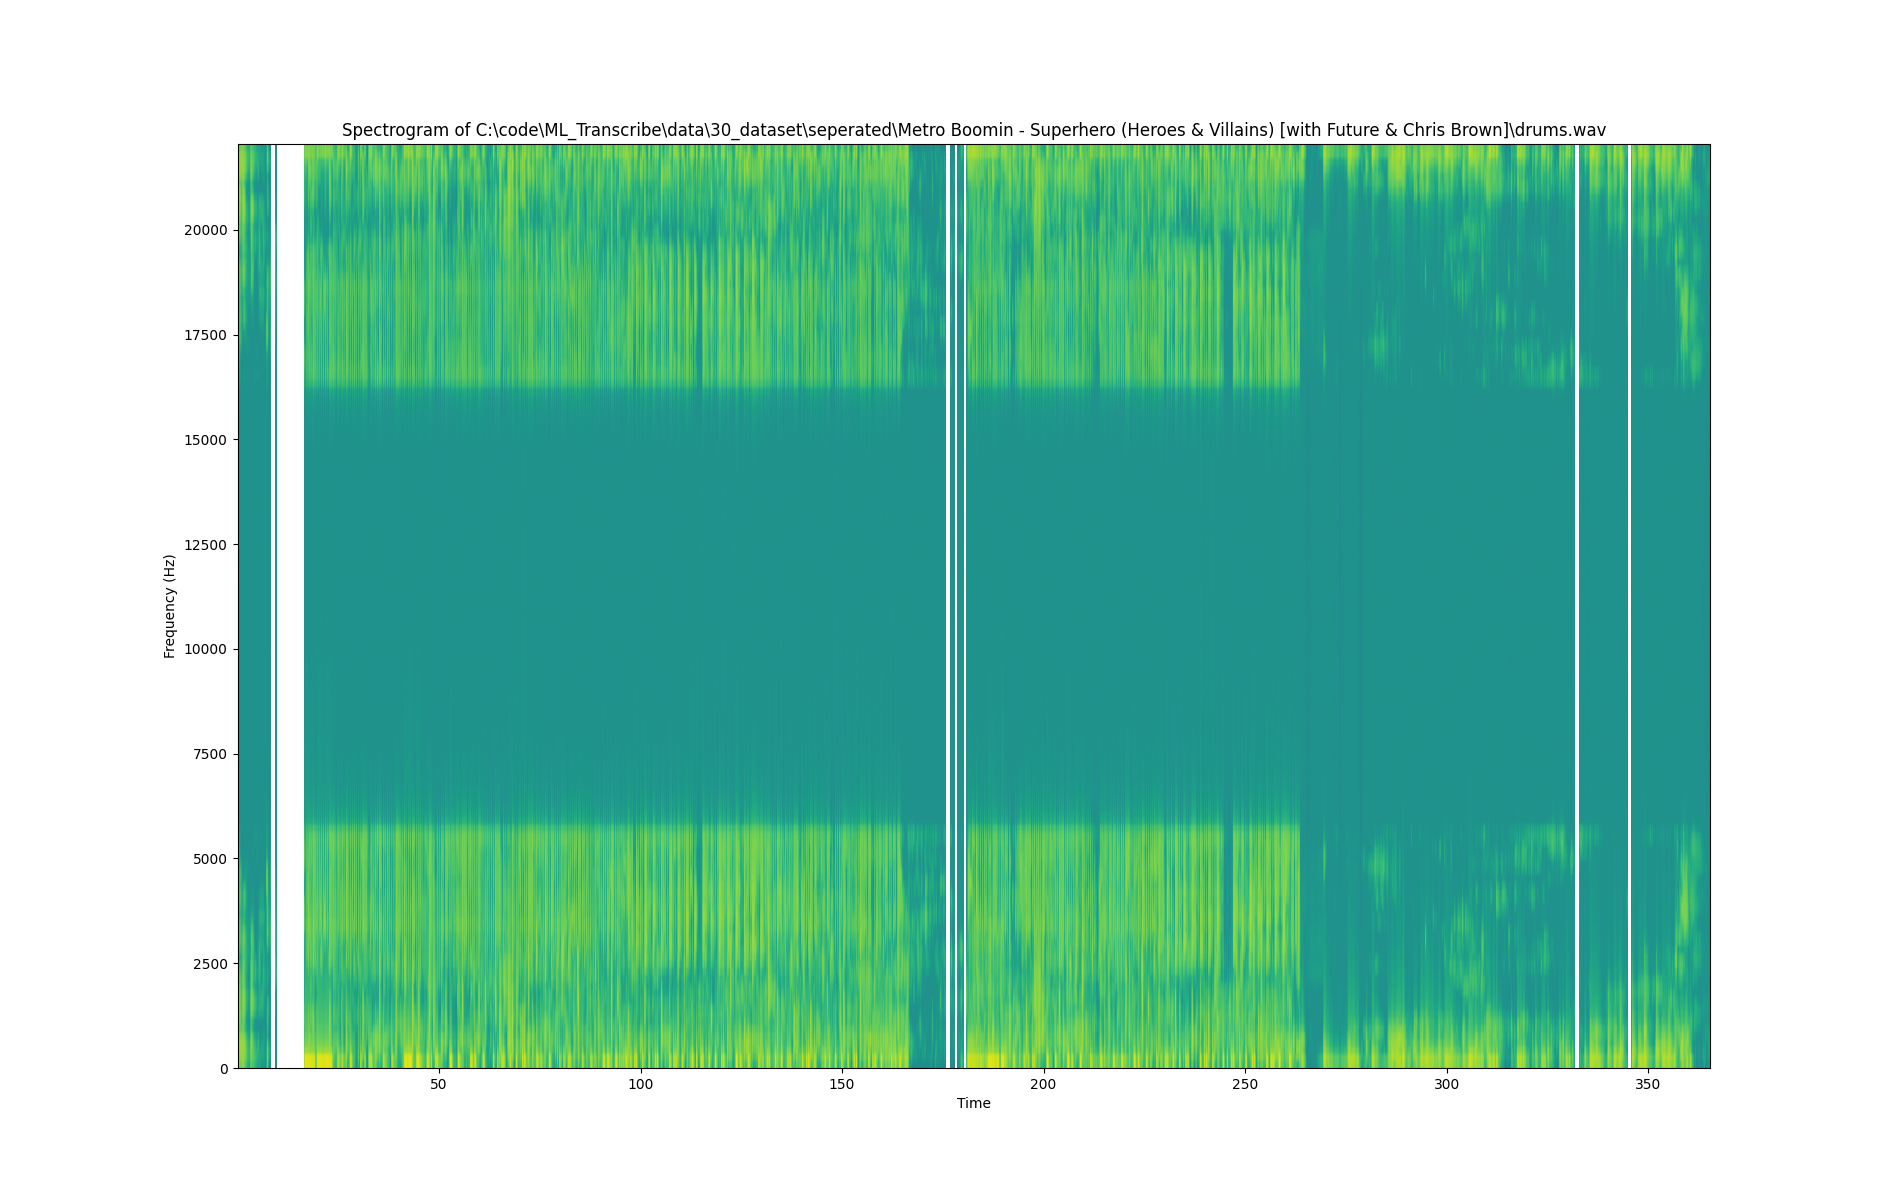 Spectrogram of C:\code\ML_Transcribe\data\30_dataset\seperated\Metro Boomin - Superhero (Heroes & Villains) [with Future & Chris Brown]\drums.wav
20000
17500
15000
12500
10000
7500
5000
2500
0
Frequency (Hz)
50 100 150 200 250 300 350
Time